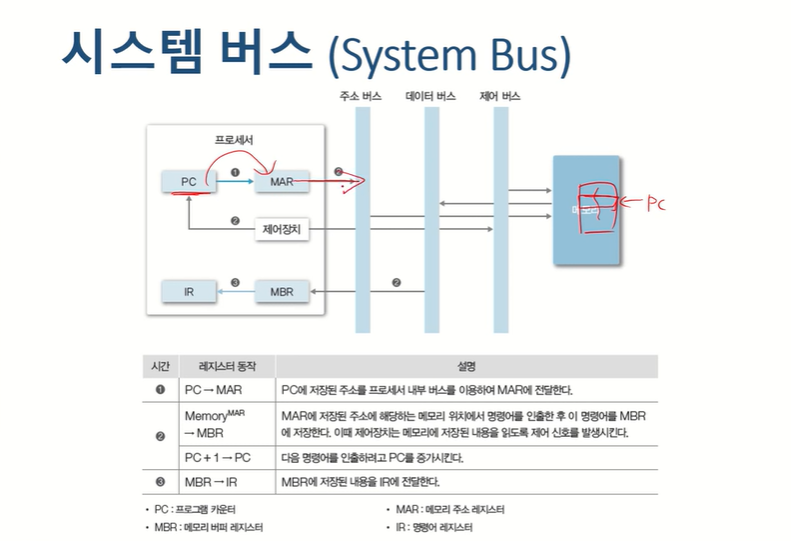 시스템 버스 (System Bus)
주소 버스 데이터 버스 제어 버스
프로세서
PC ❶ MAR ❷
PC
❷ 제어장치
IR ❸ MBR ❷
시간 레지스터 동작 설명
❶ PC → MAR PC에 저장된 주소를 프로세서 내부 버스를 이용하여 MAR에 전달한다.
❷ Memory^MAR → MBR MAR에 저장된 주소에 해당하는 메모리 위치에서 명령어를 인출한 후 이 명령어를 MBR
에 저장한다. 이때 제어장치는 메모리에 저장된 내용을 읽도록 제어 신호를 발생시킨다.
PC + 1 → PC 다음 명령어를 인출하려고 PC를 증가시킨다.
❸ MBR → IR MBR에 저장된 내용을 IR에 전달한다.
• PC : 프로그램 카운터 • MAR : 메모리 주소 레지스터
• MBR : 메모리 버퍼 레지스터 • IR : 명령어 레지스터